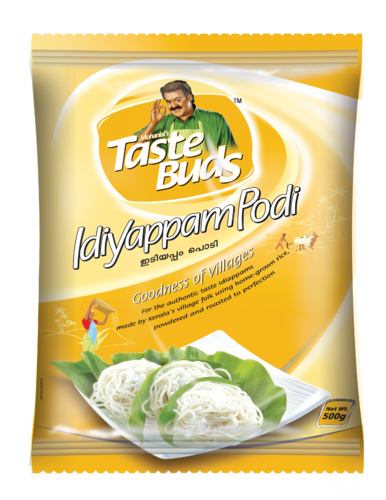 Mohanlal's
Taste
Buds
TM
Idiyappam Podi
ഇടിയപ്പം പൊടി
Goodness of Villages
For the authentic taste idiappams
made by Kerala's village folk using home-grown rice,
powdered and roasted to perfection
Net Wt.
500g